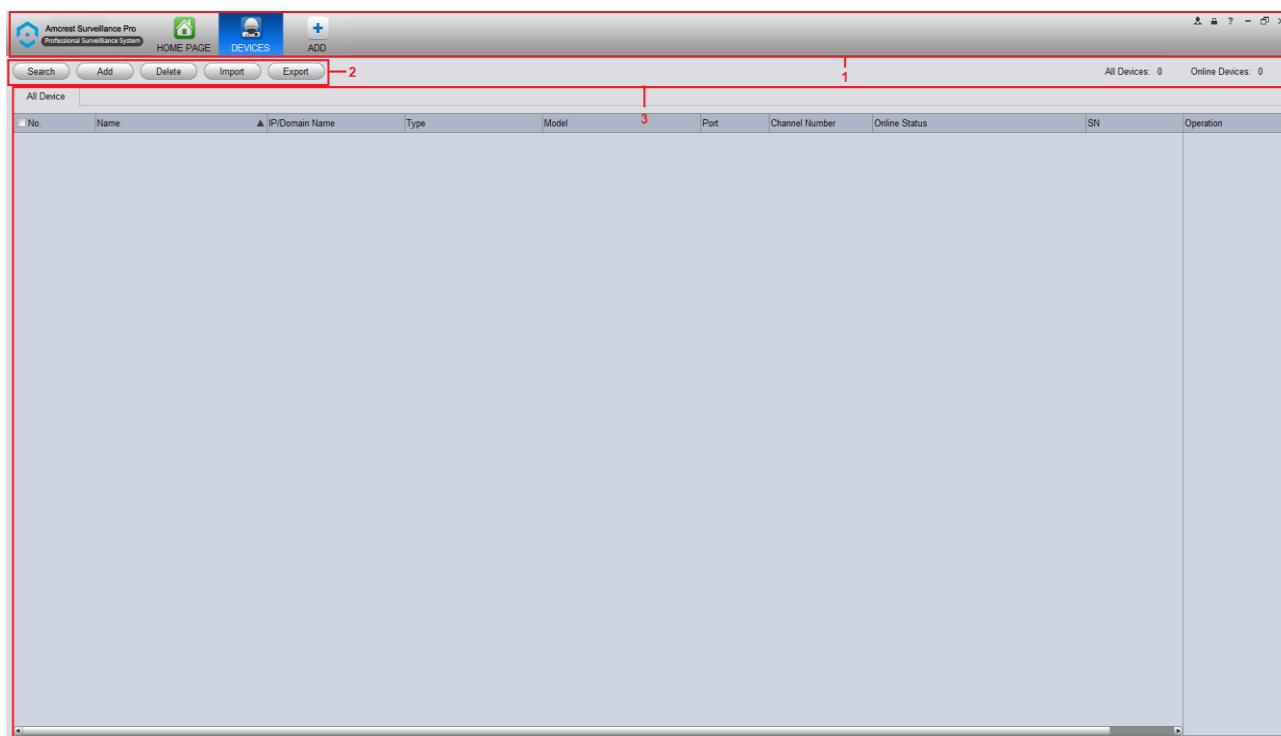 Amcrest Surveillance Pro
Professional Surveillance System
HOME PAGE DEVICES ADD
?
Search Add Delete Import Export 2 1 All Devices: 0 Online Devices: 0
All Device
No. Name IP/Domain Name Type Model 3 Port Channel Number Online Status SN Operation